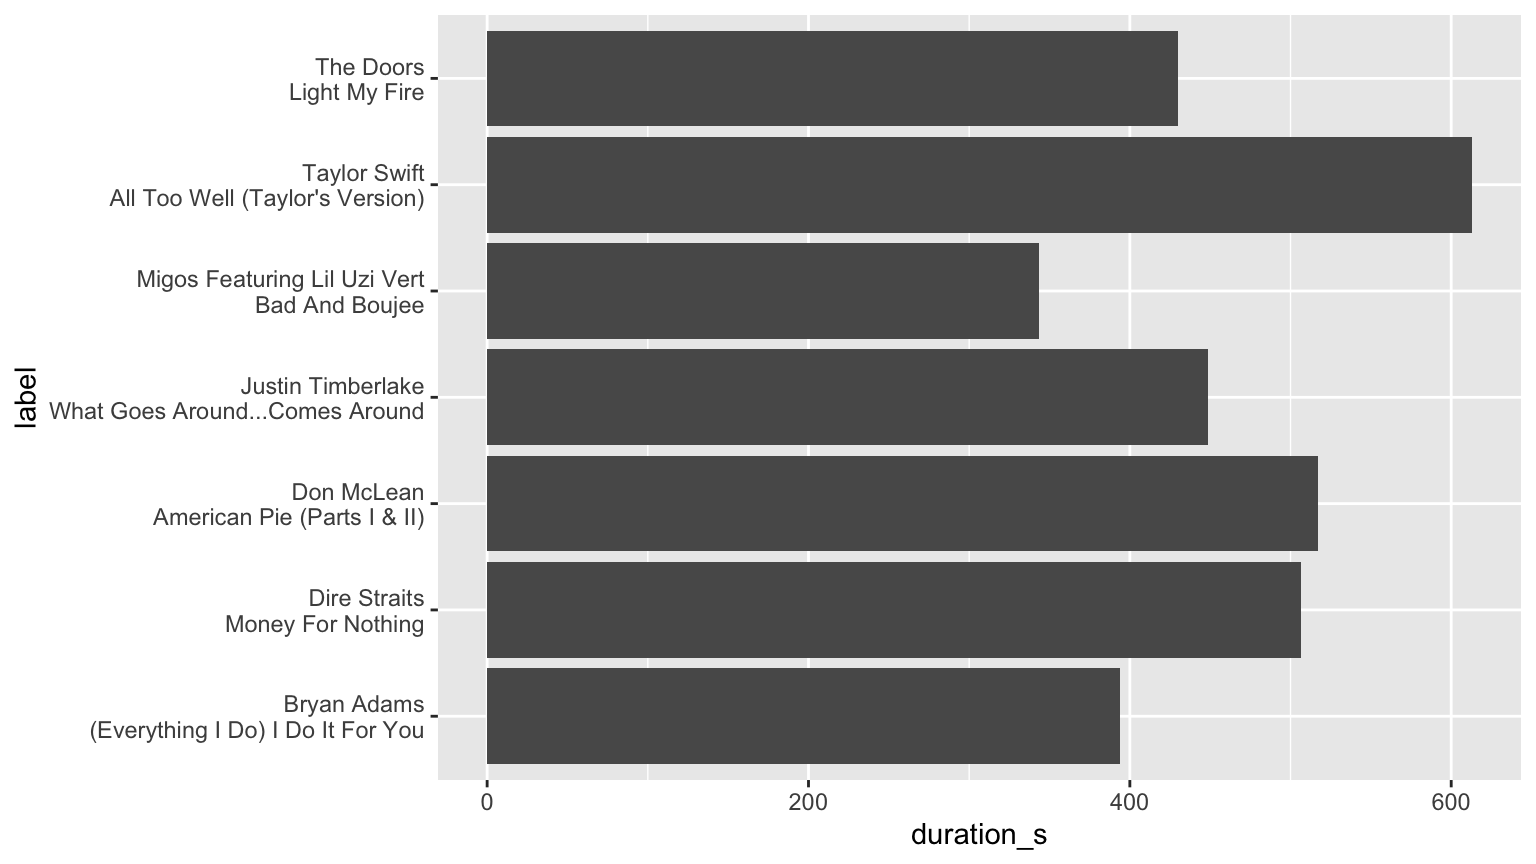 The Doors
Light My Fire
Taylor Swift
All Too Well (Taylor's Version)
Migos Featuring Lil Uzi Vert
Bad And Boujee
Justin Timberlake
What Goes Around...Comes Around
Don McLean
American Pie (Parts I & II)
Dire Straits
Money For Nothing
Bryan Adams
(Everything I Do) I Do It For You
label
0 200 400 600
duration_s